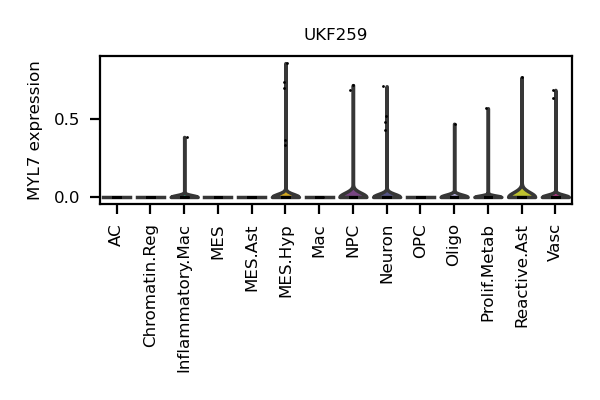 UKF259
MYL7 expression
0.5
0.0
AC
Chromatin.Reg
Inflammatory.Mac
MES
MES.Ast
MES.Hyp
Mac
NPC
Neuron
OPC
Oligo
Prolif.Metab
Reactive.Ast
Vasc